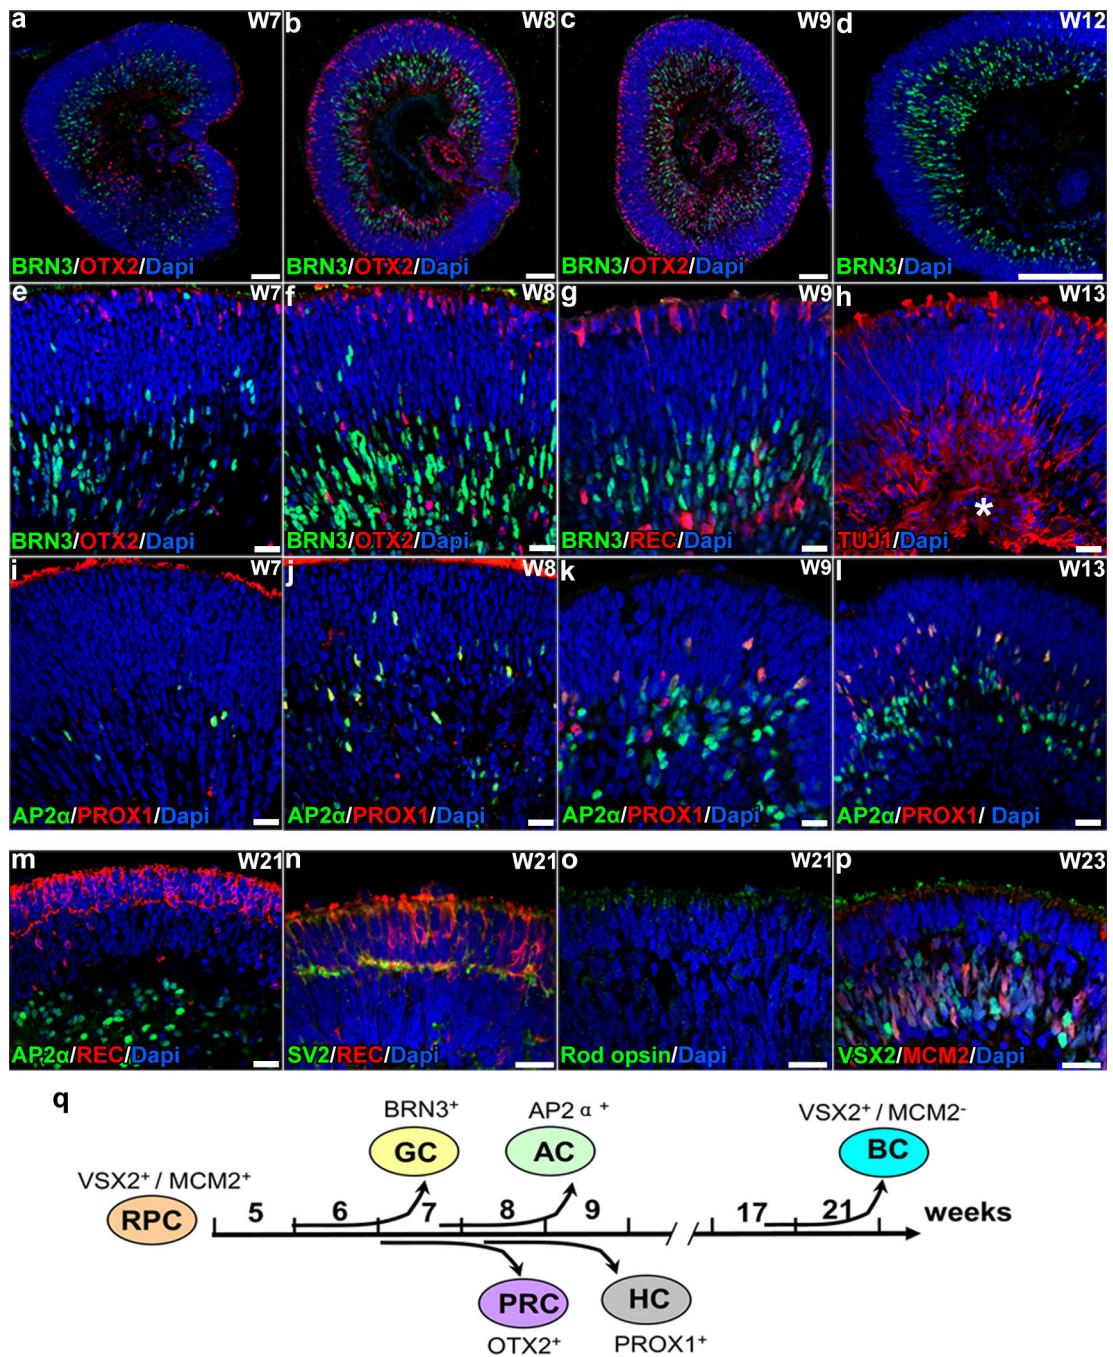 a W7
BRN3/OTX2/Dapi
b W8
BRN3/OTX2/Dapi
c W9
BRN3/OTX2/Dapi
d W12
BRN3/Dapi
e W7
BRN3/OTX2/Dapi
f W8
BRN3/OTX2/Dapi
g W9
BRN3/REC/Dapi
h W13
*
TUJ1/Dapi
i W7
AP2α/PROX1/Dapi
j W8
AP2α/PROX1/Dapi
k W9
AP2α/PROX1/Dapi
l W13
AP2α/PROX1/ Dapi
m W21
AP2α/REC/Dapi
n W21
SV2/REC/Dapi
o W21
Rod opsin/Dapi
p W23
VSX2/MCM2/Dapi
q
BRN3⁺ AP2 α ⁺ VSX2⁺ / MCM2⁻
GC AC BC
VSX2⁺ / MCM2⁺
RPC 5 6 7 8 9 17 21 weeks
PRC HC
OTX2⁺ PROX1⁺